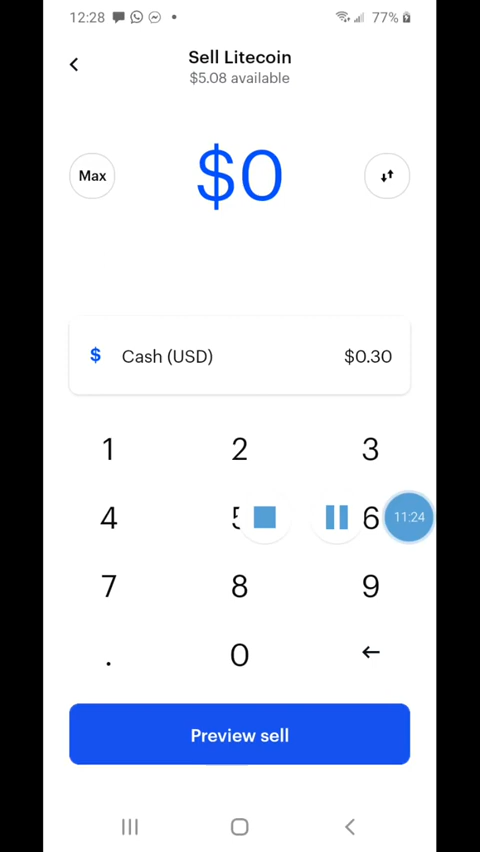 12:28 77%
Sell Litecoin
$5.08 available
Max $0
$ Cash (USD) $0.30
1 2 3
4 5 6 11:24
7 8 9
. 0
Preview sell